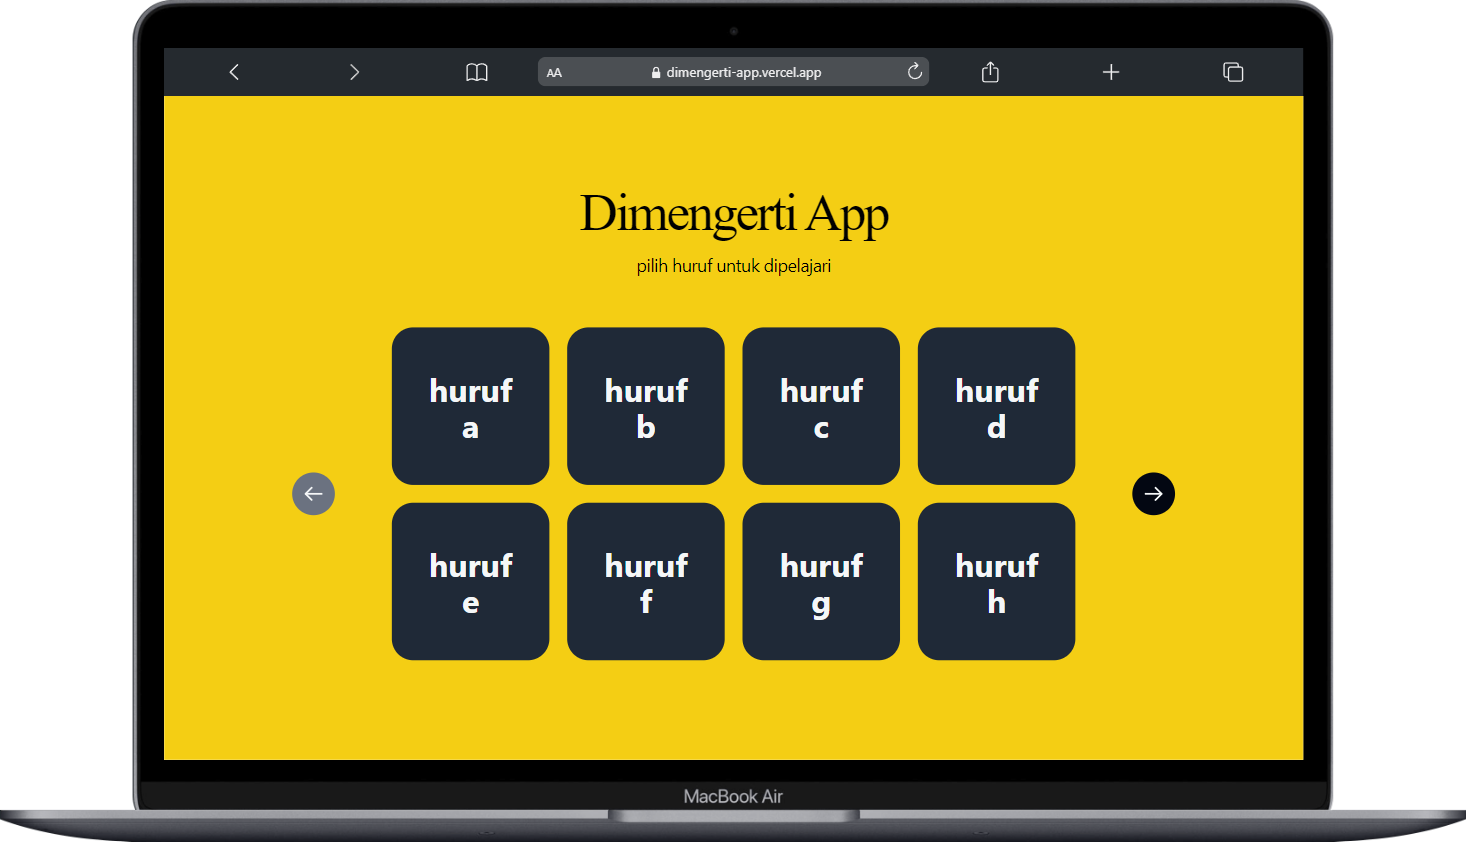 AA
dimengerti-app.vercel.app
Dimengerti App
pilih huruf untuk dipelajari
huruf
a
huruf
b
huruf
c
huruf
d
huruf
e
huruf
f
huruf
g
huruf
h
MacBook Air